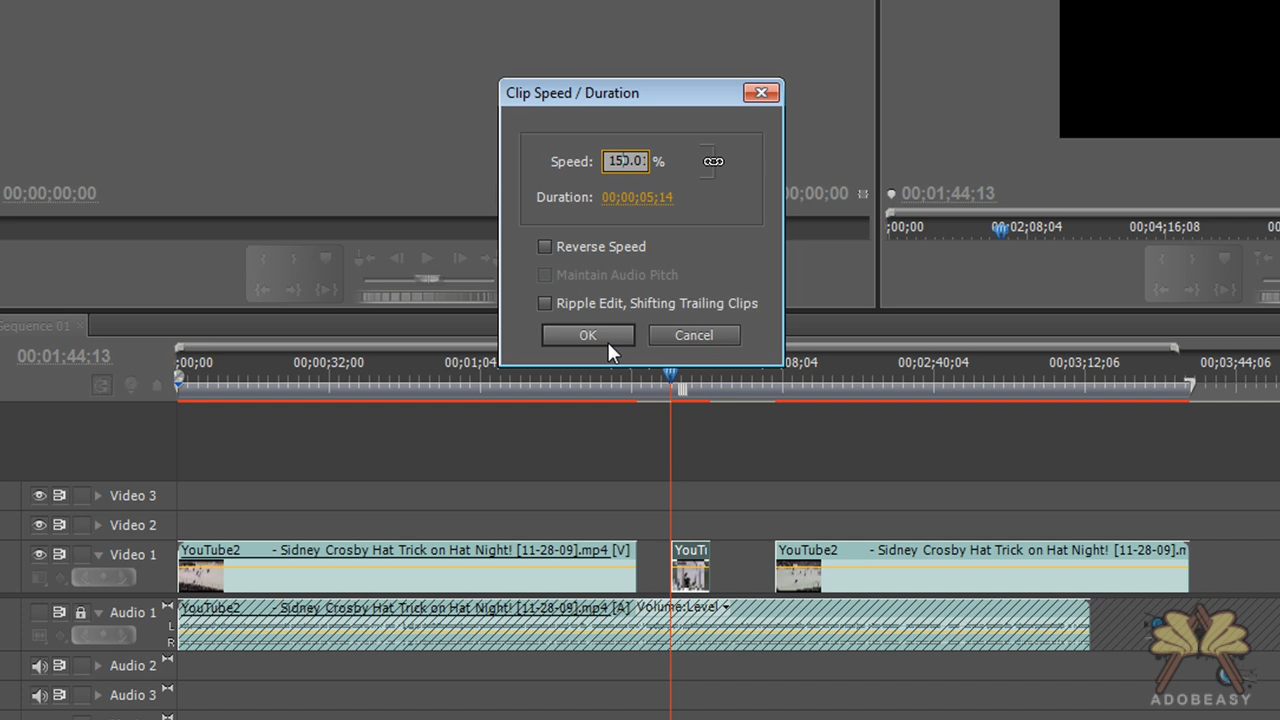 Clip Speed / Duration
Speed: 150.0 %
Duration: 00;00;05;14
Reverse Speed
Maintain Audio Pitch
Ripple Edit, Shifting Trailing Clips
OK Cancel
00;00;00;00
00;00;00
00;01;44;13
;00;00 00;02;08;04 00;04;16;08 00
Sequence 01
00;01;44;13
;00;00 00;00;32;00 00;01;04 08;04 00;02;40;04 00;03;12;06 00;03;44;06
Video 3
Video 2
Video 1
YouTube2 - Sidney Crosby Hat Trick on Hat Night! [11-28-09].mp4 [V]
YouT
YouTube2 - Sidney Crosby Hat Trick on Hat Night! [11-28-09].m
Audio 1
YouTube2 - Sidney Crosby Hat Trick on Hat Night! [11-28-09].mp4 [A] Volume:Level
L
R
Audio 2
Audio 3
ADOBEASY